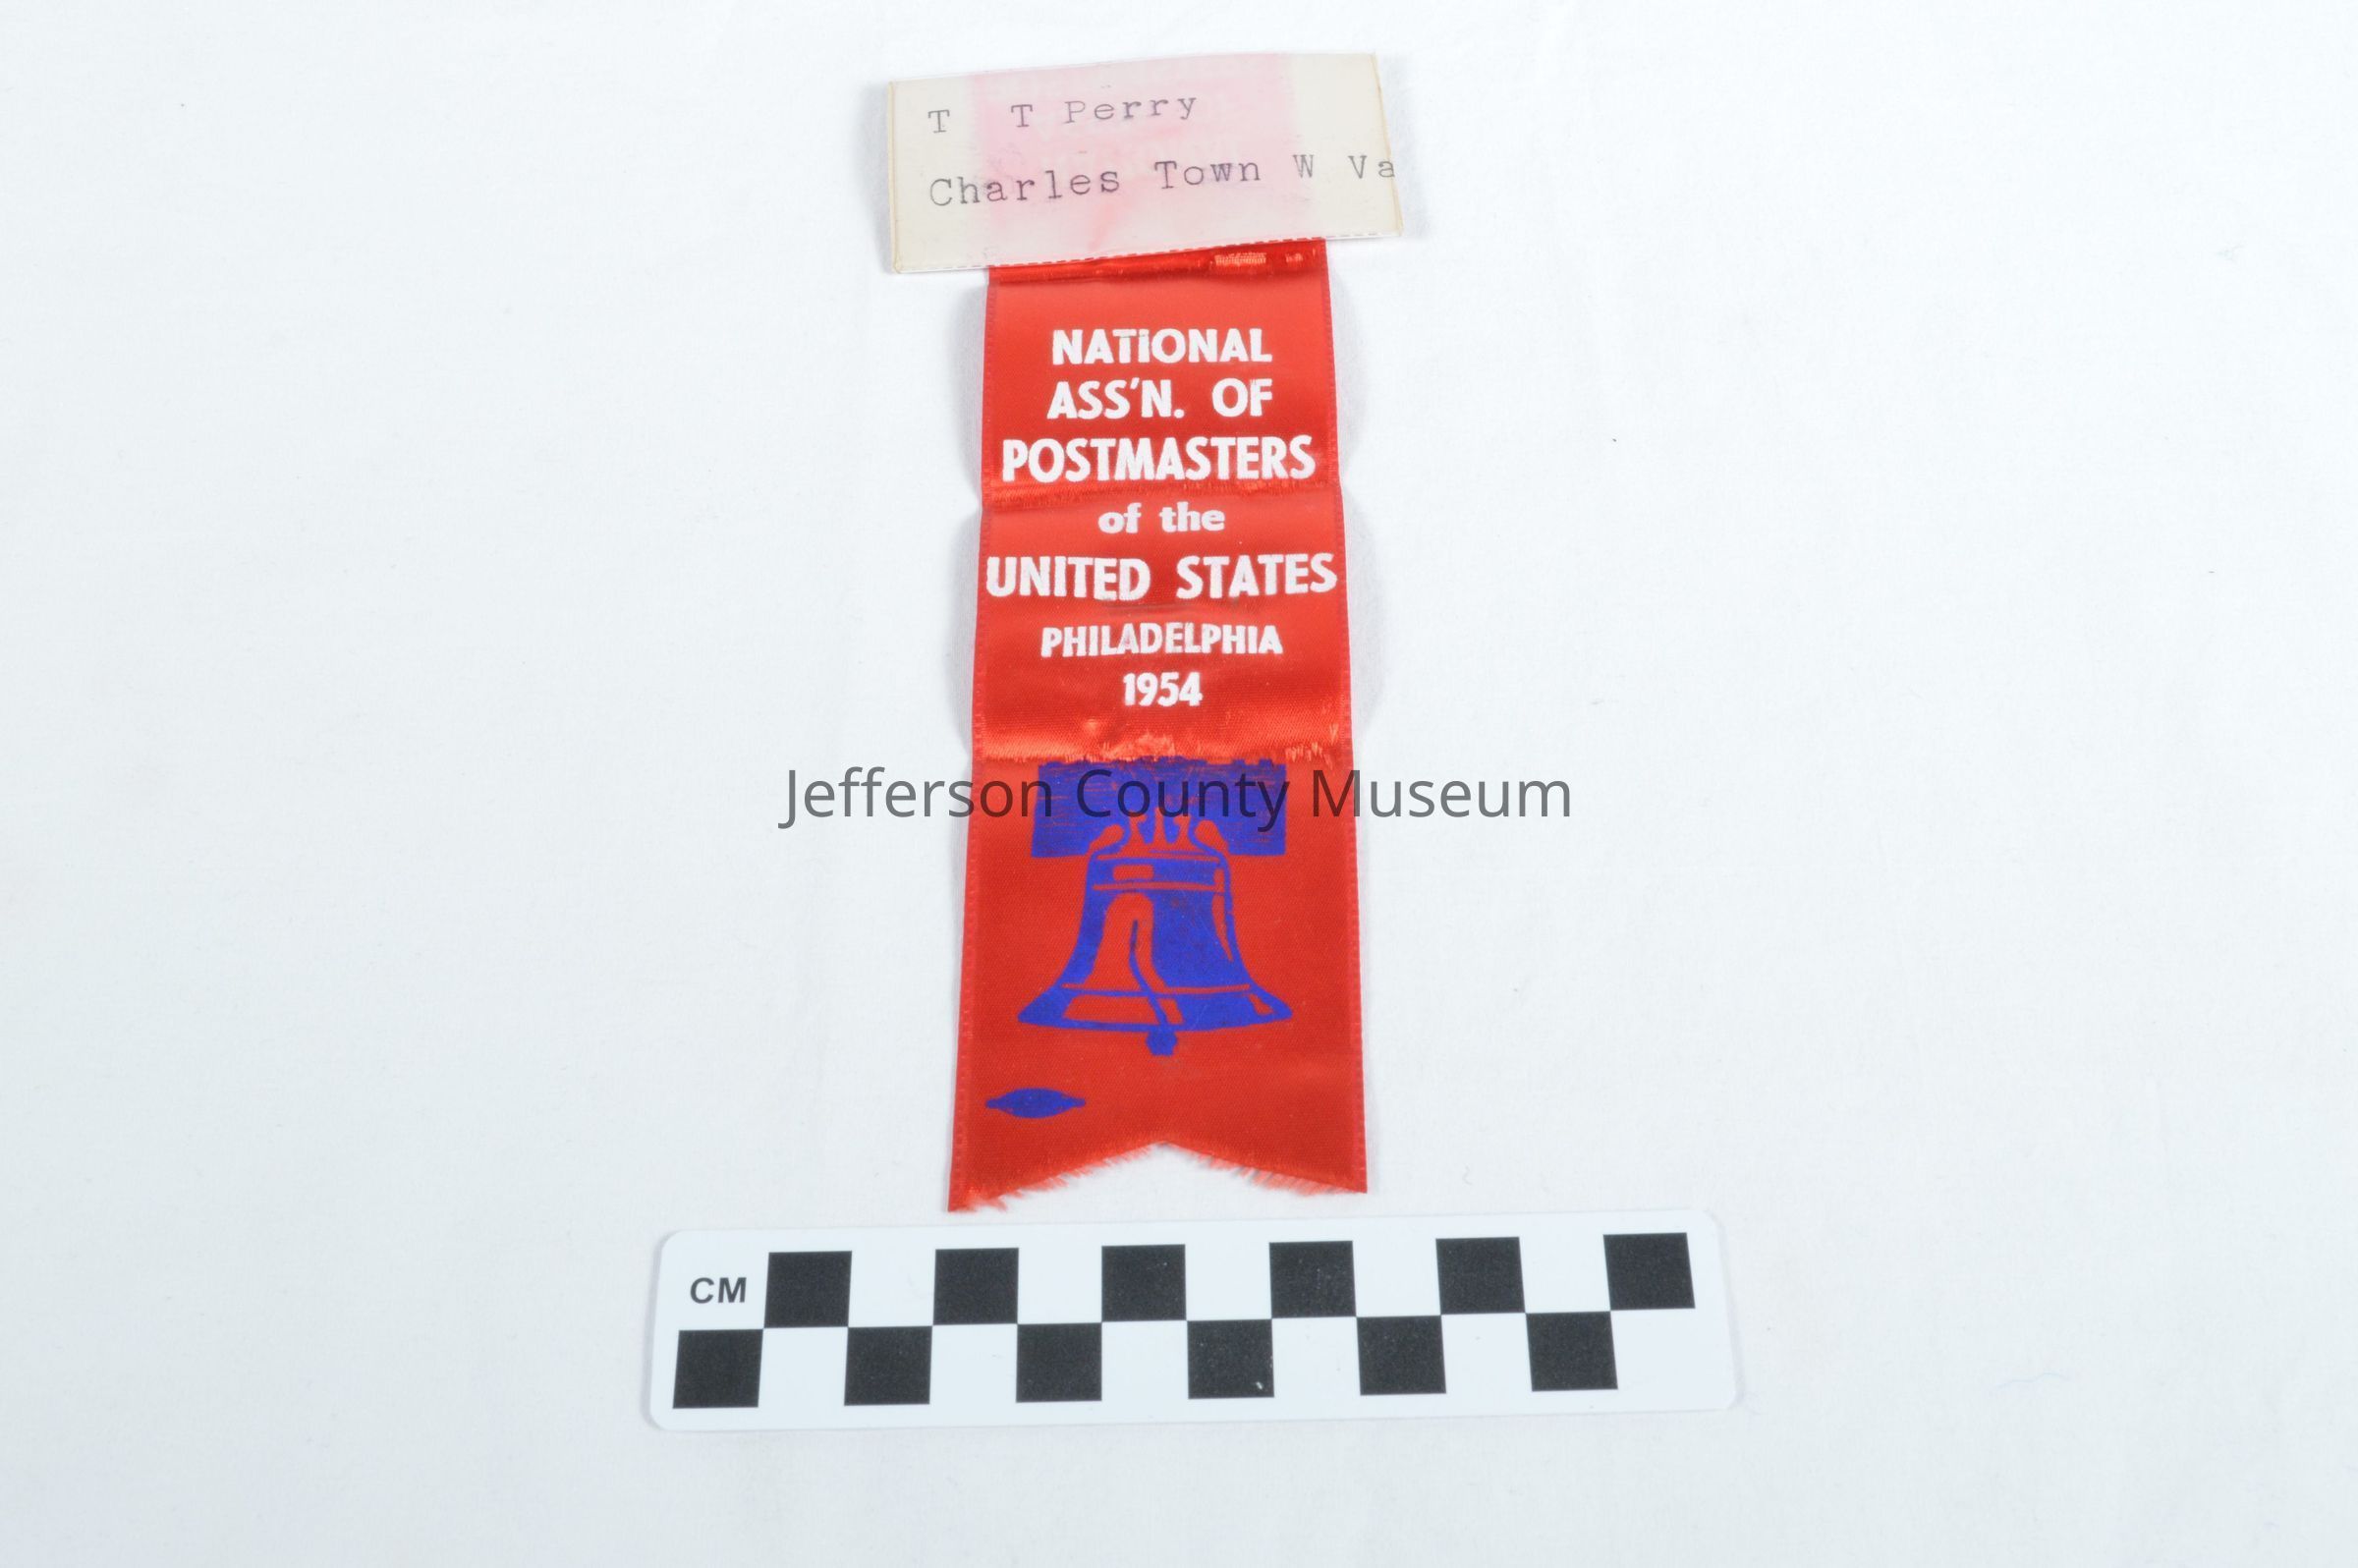 T  T Perry
Charles Town W Va
NATIONAL
ASS'N. OF
POSTMASTERS
of the
UNITED STATES
PHILADELPHIA
1954
Jefferson County Museum
CM